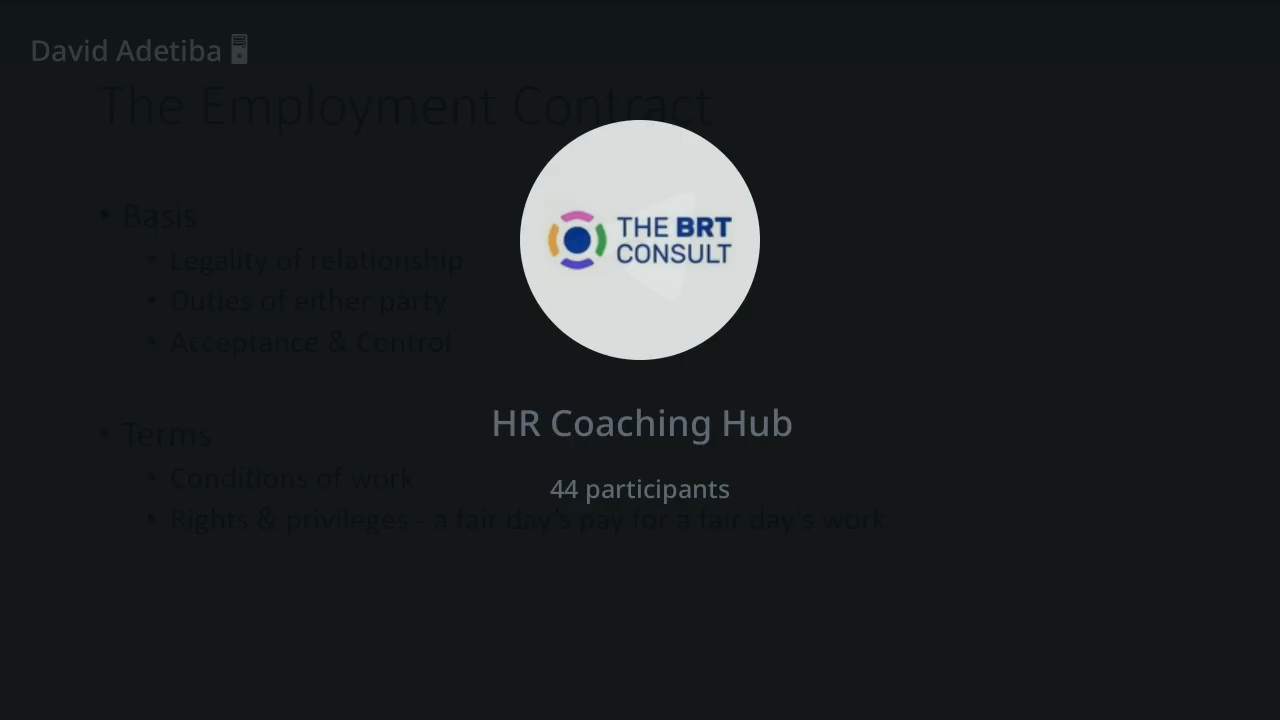 David Adetiba
The Employment Contract
• Basis
• Legality of relationship
• Duties of either party
• Acceptance & Control
THE BRT
CONSULT
HR Coaching Hub
• Terms
• Conditions of work
44 participants
• Rights & privileges - a fair day's pay for a fair day's work